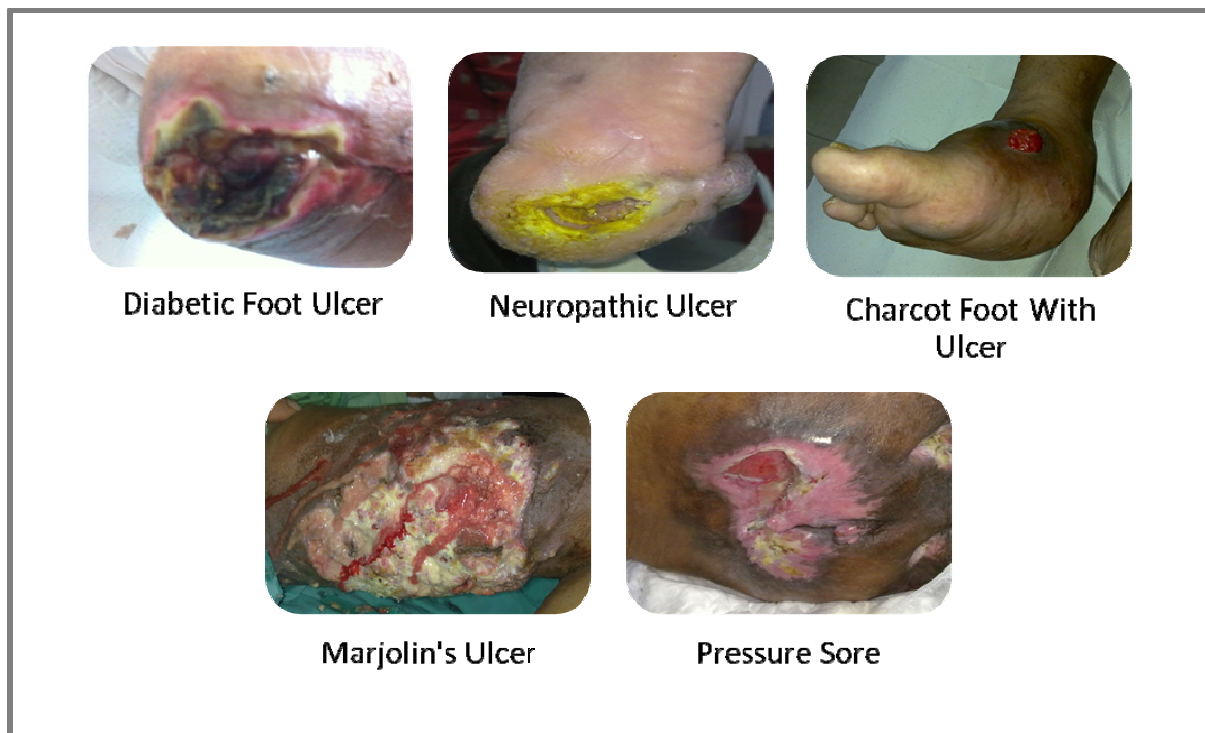 Diabetic Foot Ulcer
Neuropathic Ulcer
Charcot Foot With
Ulcer
Marjolin's Ulcer
Pressure Sore